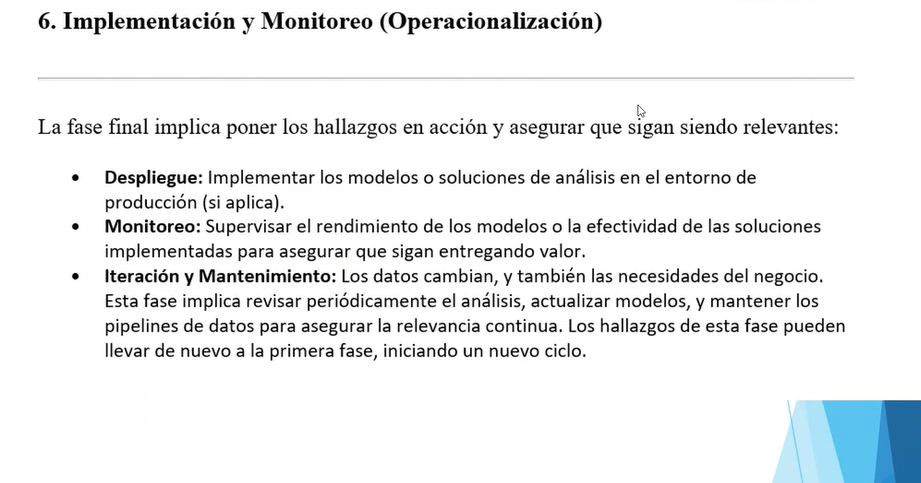 6. Implementación y Monitoreo (Operacionalización)
La fase final implica poner los hallazgos en acción y asegurar que sigan siendo relevantes:
• Despliegue: Implementar los modelos o soluciones de análisis en el entorno de
producción (si aplica).
• Monitoreo: Supervisar el rendimiento de los modelos o la efectividad de las soluciones
implementadas para asegurar que sigan entregando valor.
• Iteración y Mantenimiento: Los datos cambian, y también las necesidades del negocio.
Esta fase implica revisar periódicamente el análisis, actualizar modelos, y mantener los
pipelines de datos para asegurar la relevancia continua. Los hallazgos de esta fase pueden
llevar de nuevo a la primera fase, iniciando un nuevo ciclo.